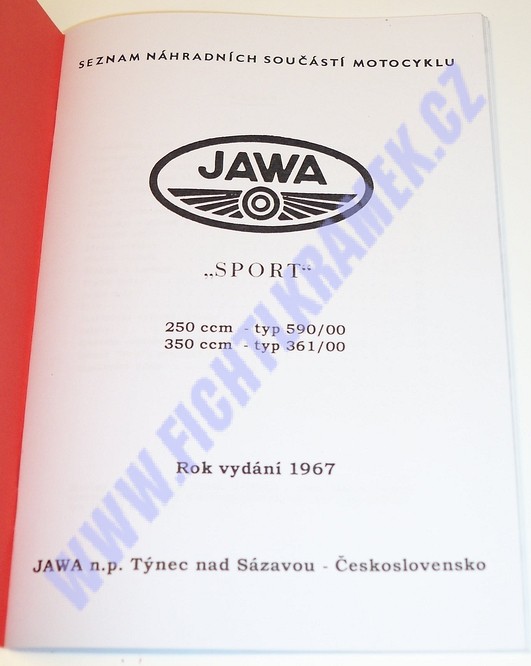 SEZNAM NÁHRADNÍCH SOUČÁSTÍ MOTOCYKLU
JAWA
„SPORT“
250 ccm - typ 590/00
350 ccm - typ 361/00
Rok vydání 1967
JAWA n.p. Týnec nad Sázavou - Československo
WWW.FICHTLKRAMEK.CZ